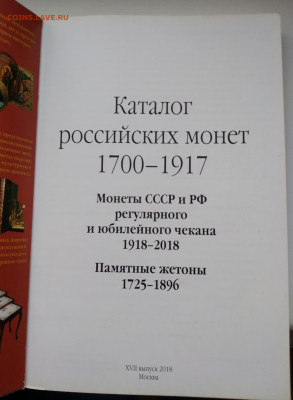 COINS.LAB.RU
Каталог
российских монет
1700–1917
Монеты СССР и РФ
регулярного
и юбилейного чекана
1918–2018
Памятные жетоны
1725–1896
XVII выпуск 2018
Москва